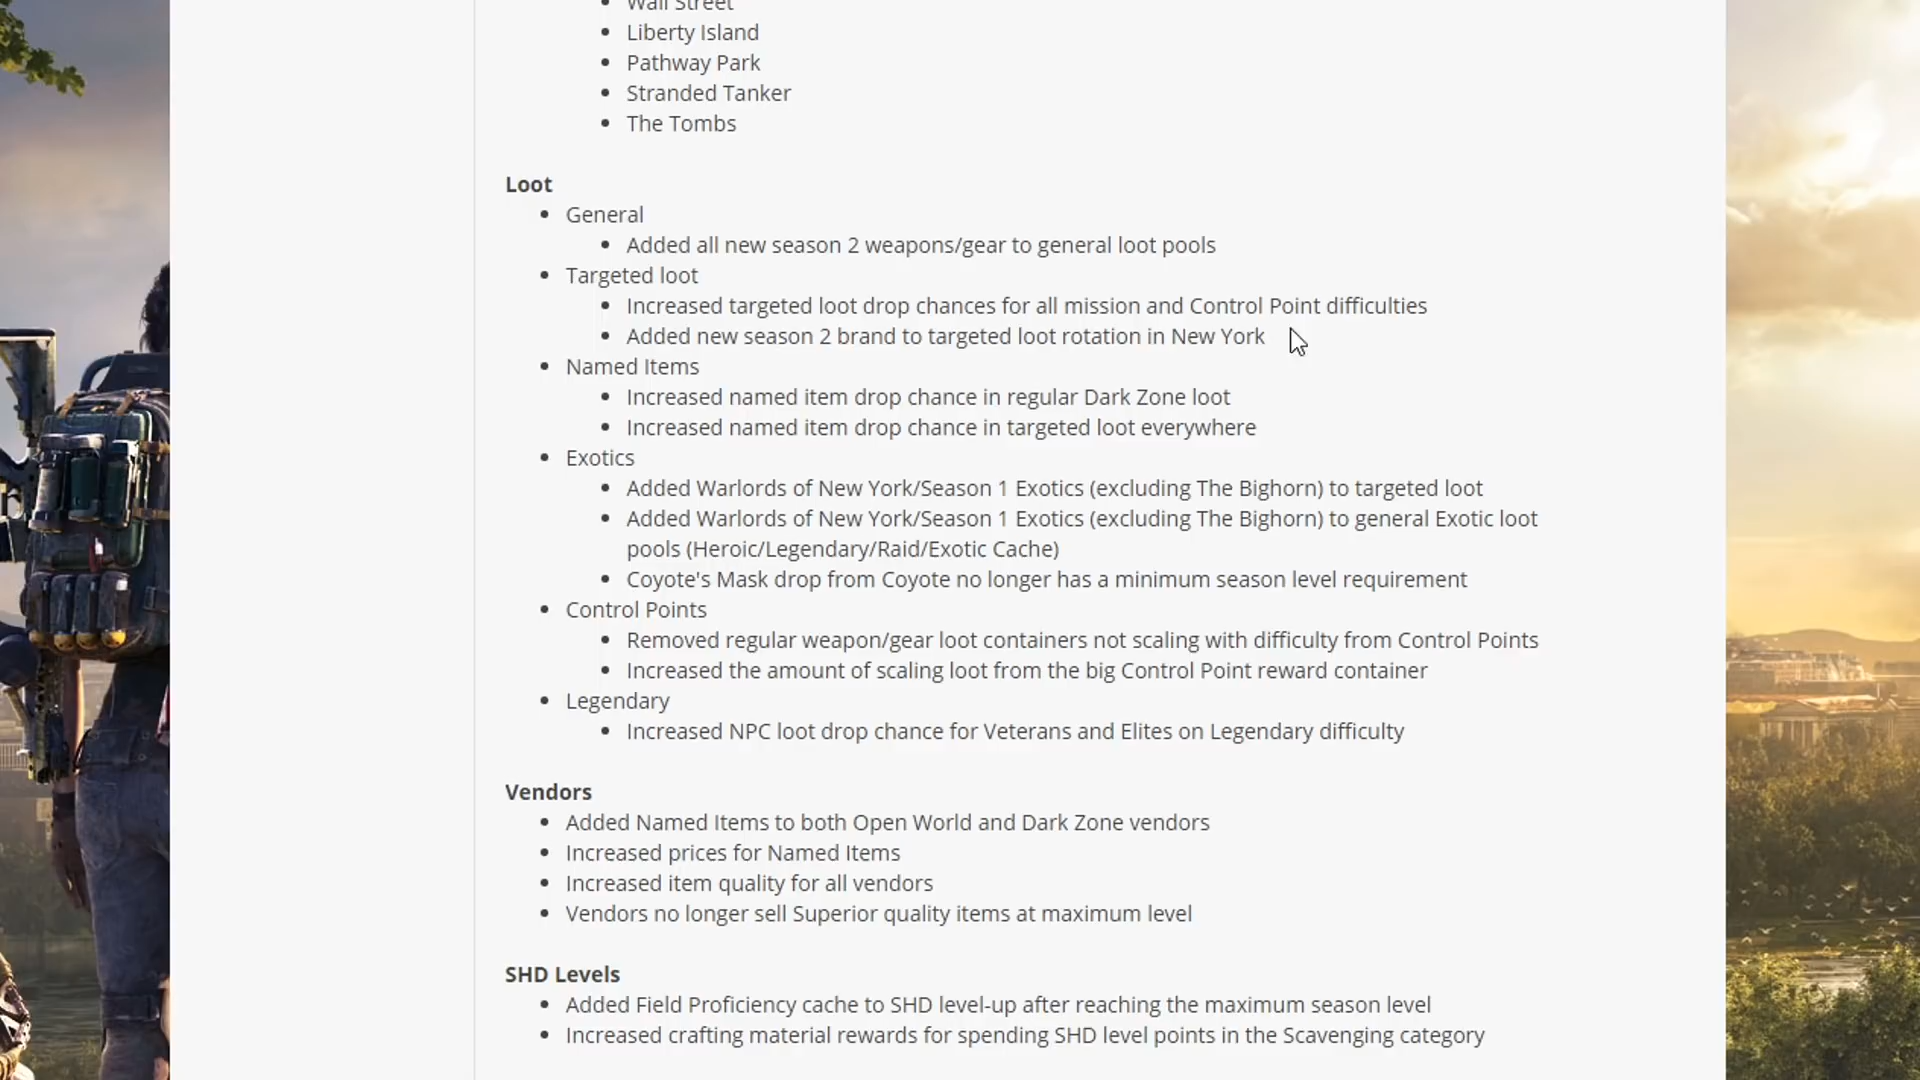 Wall Street
Liberty Island
Pathway Park
Stranded Tanker
The Tombs
Loot
General
Added all new season 2 weapons/gear to general loot pools
Targeted loot
Increased targeted loot drop chances for all mission and Control Point difficulties
Added new season 2 brand to targeted loot rotation in New York
Named Items
Increased named item drop chance in regular Dark Zone loot
Increased named item drop chance in targeted loot everywhere
Exotics
Added Warlords of New York/Season 1 Exotics (excluding The Bighorn) to targeted loot
Added Warlords of New York/Season 1 Exotics (excluding The Bighorn) to general Exotic loot
pools (Heroic/Legendary/Raid/Exotic Cache)
Coyote's Mask drop from Coyote no longer has a minimum season level requirement
Control Points
Removed regular weapon/gear loot containers not scaling with difficulty from Control Points
Increased the amount of scaling loot from the big Control Point reward container
Legendary
Increased NPC loot drop chance for Veterans and Elites on Legendary difficulty
Vendors
Added Named Items to both Open World and Dark Zone vendors
Increased prices for Named Items
Increased item quality for all vendors
Vendors no longer sell Superior quality items at maximum level
SHD Levels
Added Field Proficiency cache to SHD level-up after reaching the maximum season level
Increased crafting material rewards for spending SHD level points in the Scavenging category